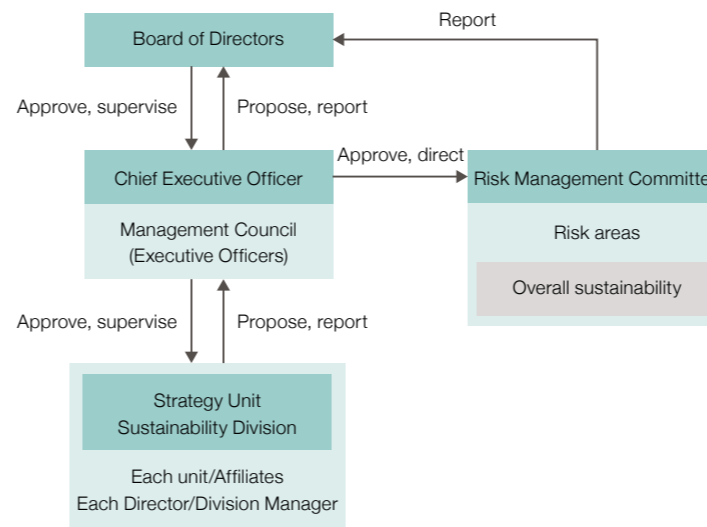 Report
Board of Directors
Approve, supervise
Propose, report
Approve, direct
Chief Executive Officer
Risk Management Committe
Management Council
(Executive Officers)
Risk areas
Overall sustainability
Approve, supervise
Propose, report
Strategy Unit
Sustainability Division
Each unit/Affiliates
Each Director/Division Manager